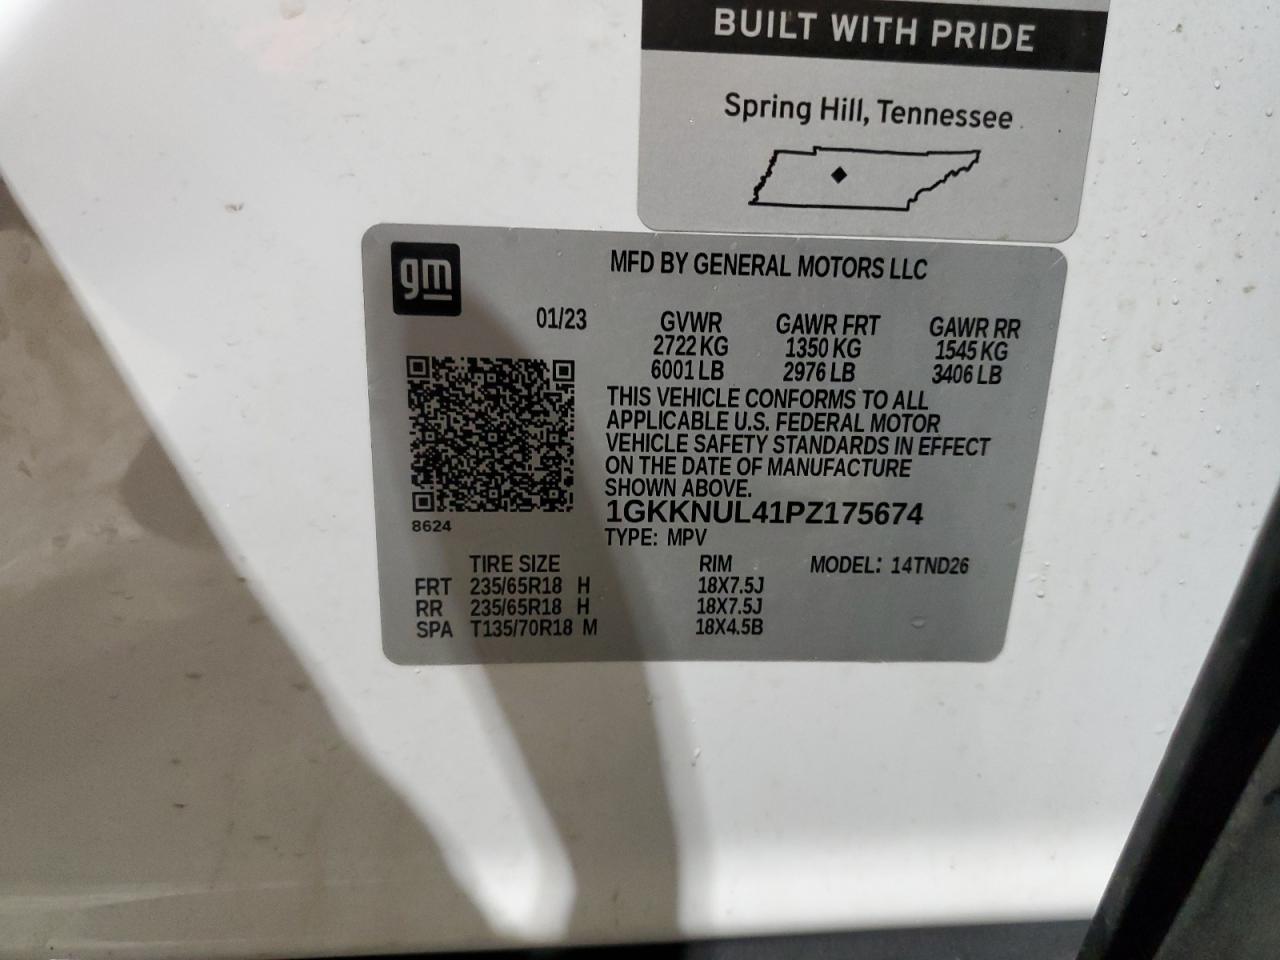 BUILT WITH PRIDE
Spring Hill, Tennessee
gm
MFD BY GENERAL MOTORS LLC
01/23 GVWR GAWR FRT GAWR RR
2722 KG 1350 KG 1545 KG
6001 LB 2976 LB 3406 LB
THIS VEHICLE CONFORMS TO ALL
APPLICABLE U.S. FEDERAL MOTOR
VEHICLE SAFETY STANDARDS IN EFFECT
ON THE DATE OF MANUFACTURE
SHOWN ABOVE.
1GKKNUL41PZ175674
8624
TYPE: MPV
TIRE SIZE RIM MODEL: 14TND26
FRT 235/65R18 H 18X7.5J
RR 235/65R18 H 18X7.5J
SPA T135/70R18 M 18X4.5B